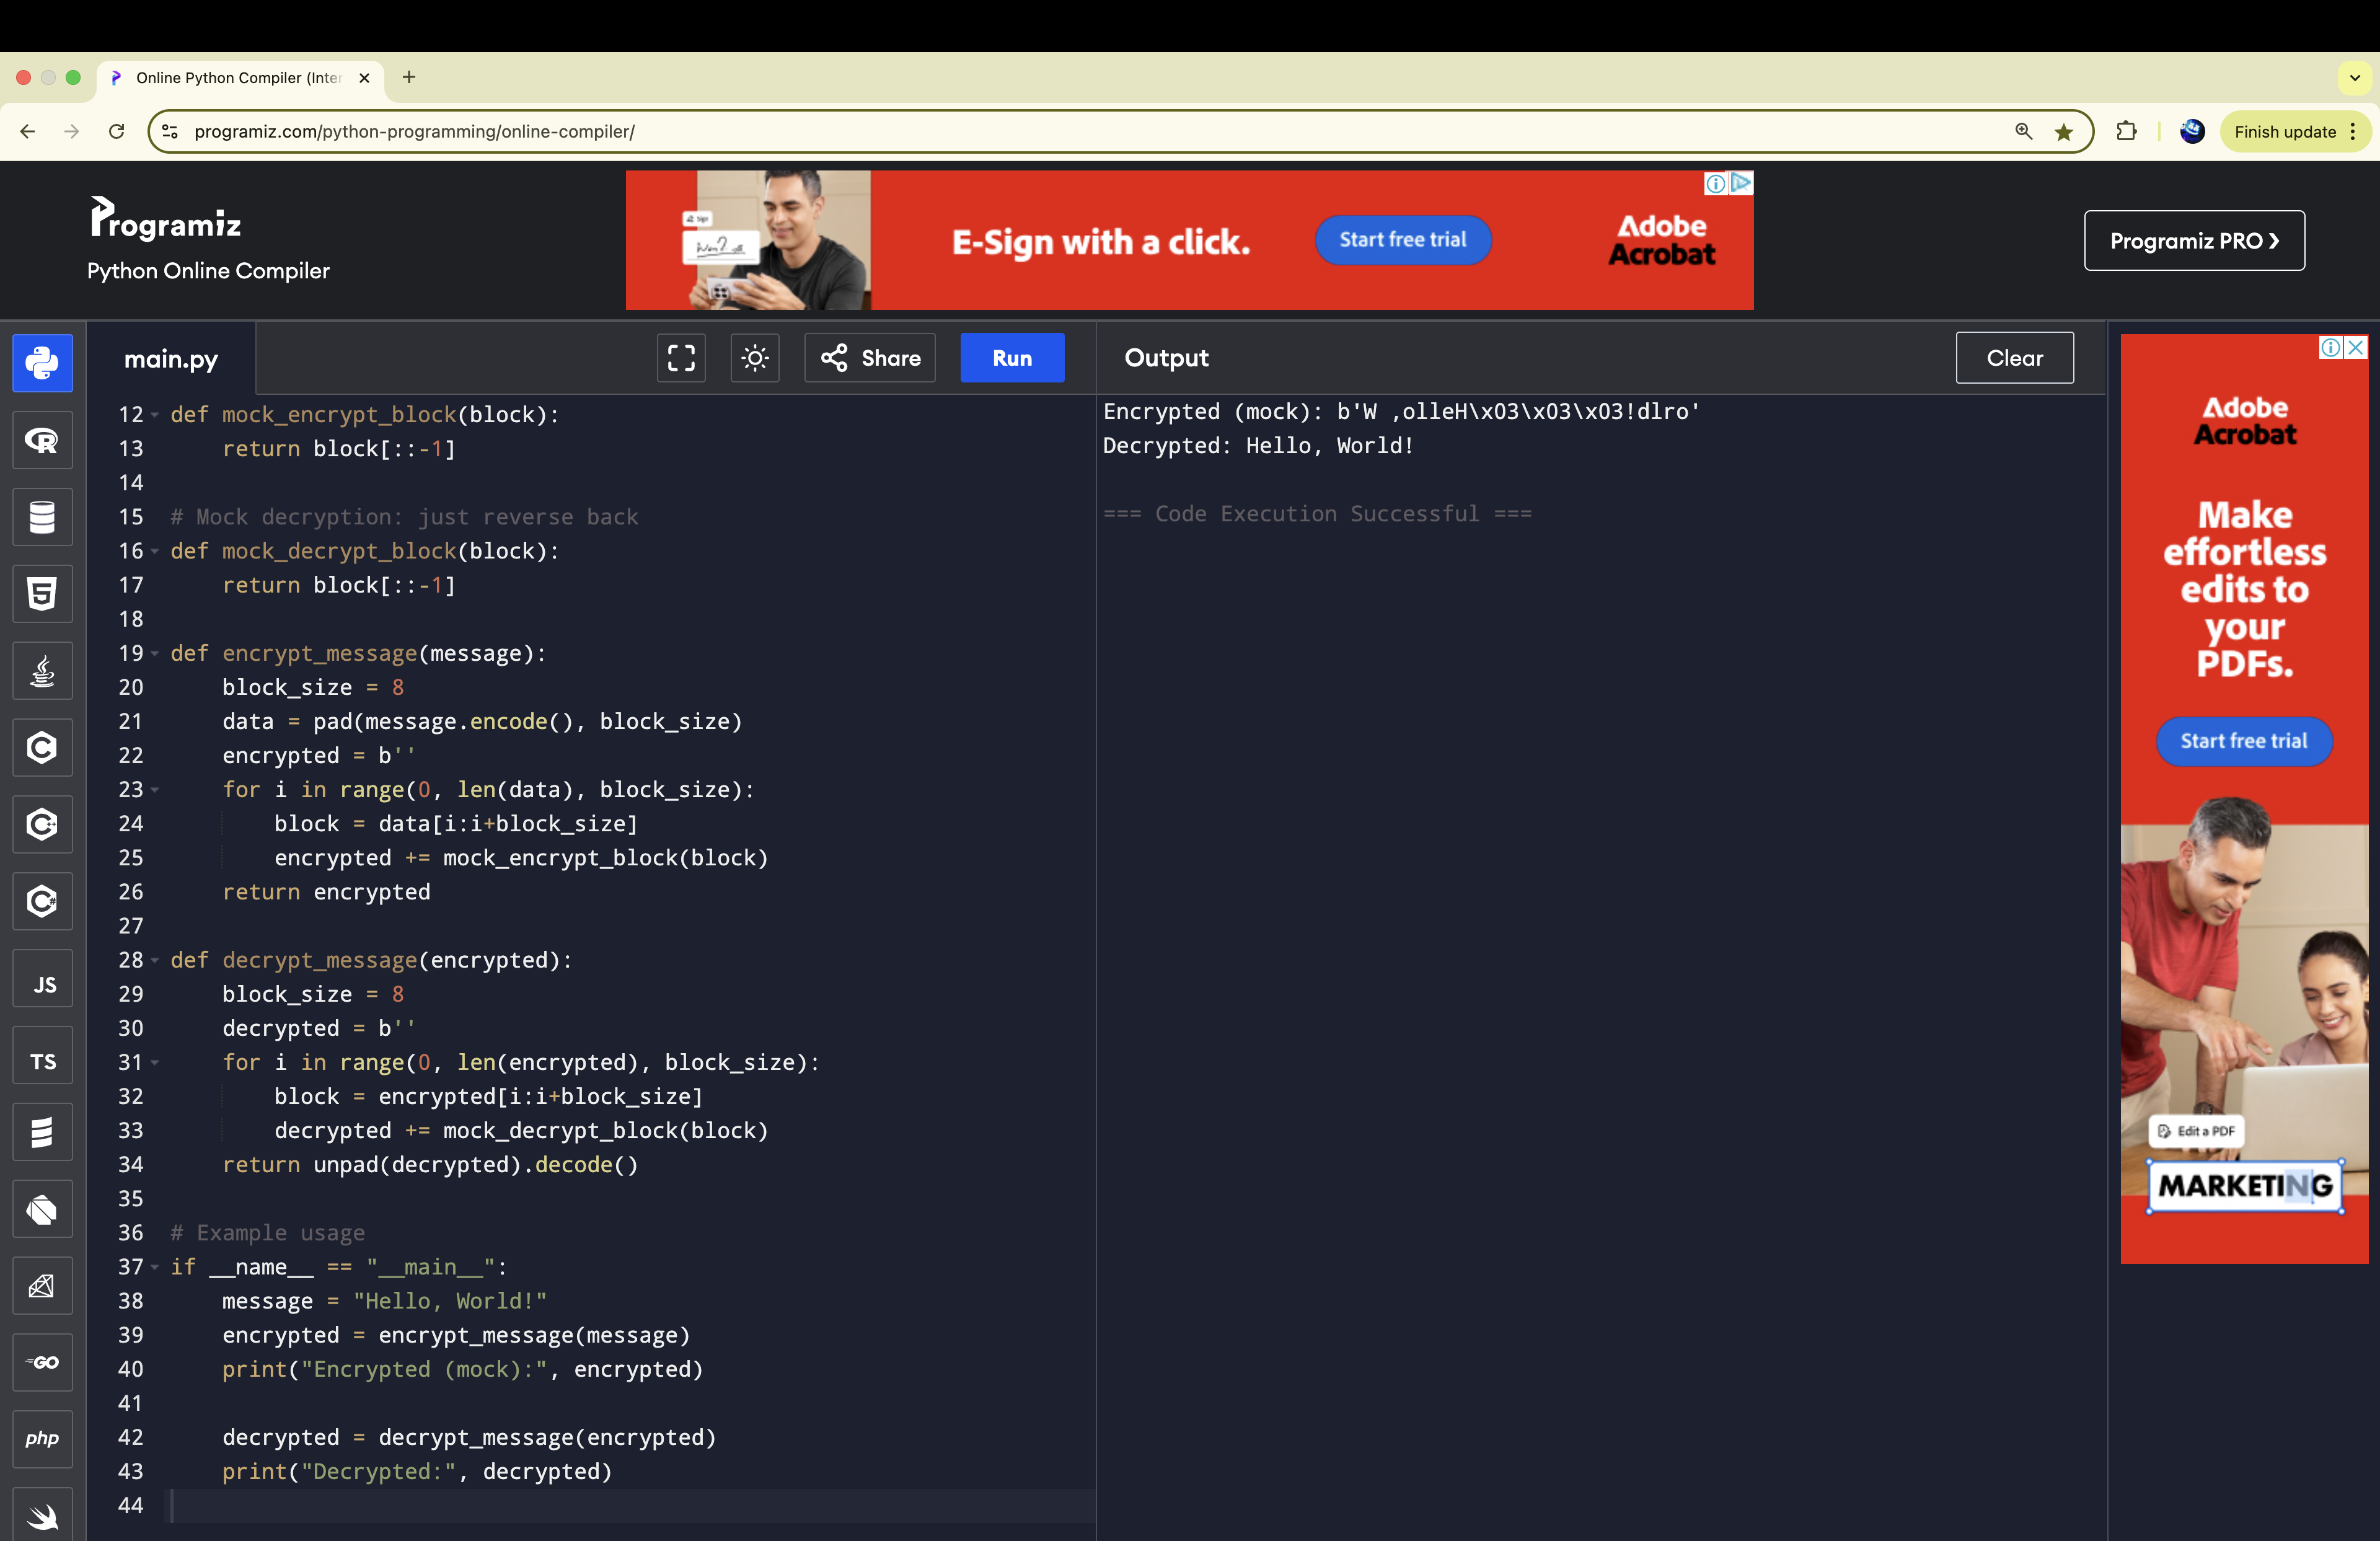 Online Python Compiler (Inter
programiz.com/python-programming/online-compiler/
Finish update
Programiz
Python Online Compiler
Sign
E-Sign with a click.
Start free trial
Adobe
Acrobat
Programiz PRO ❯
main.py
Share
Run
Output
Clear
12 def mock_encrypt_block(block):
13     return block[::-1]
14
15 # Mock decryption: just reverse back
16 def mock_decrypt_block(block):
17     return block[::-1]
18
19 def encrypt_message(message):
20     block_size = 8
21     data = pad(message.encode(), block_size)
22     encrypted = b''
23     for i in range(0, len(data), block_size):
24         block = data[i:i+block_size]
25         encrypted += mock_encrypt_block(block)
26     return encrypted
27
28 def decrypt_message(encrypted):
29     block_size = 8
30     decrypted = b''
31     for i in range(0, len(encrypted), block_size):
32         block = encrypted[i:i+block_size]
33         decrypted += mock_decrypt_block(block)
34     return unpad(decrypted).decode()
35
36 # Example usage
37 if __name__ == "__main__":
38     message = "Hello, World!"
39     encrypted = encrypt_message(message)
40     print("Encrypted (mock):", encrypted)
41
42     decrypted = decrypt_message(encrypted)
43     print("Decrypted:", decrypted)
44
Encrypted (mock): b'W ,olleH\x03\x03\x03!dlro'
Decrypted: Hello, World!
=== Code Execution Successful ===
R
5
C
C++
C#
JS
TS
GO
php
Adobe
Acrobat
Make
effortless
edits to
your
PDFs.
Start free trial
Edit a PDF
MARKETING